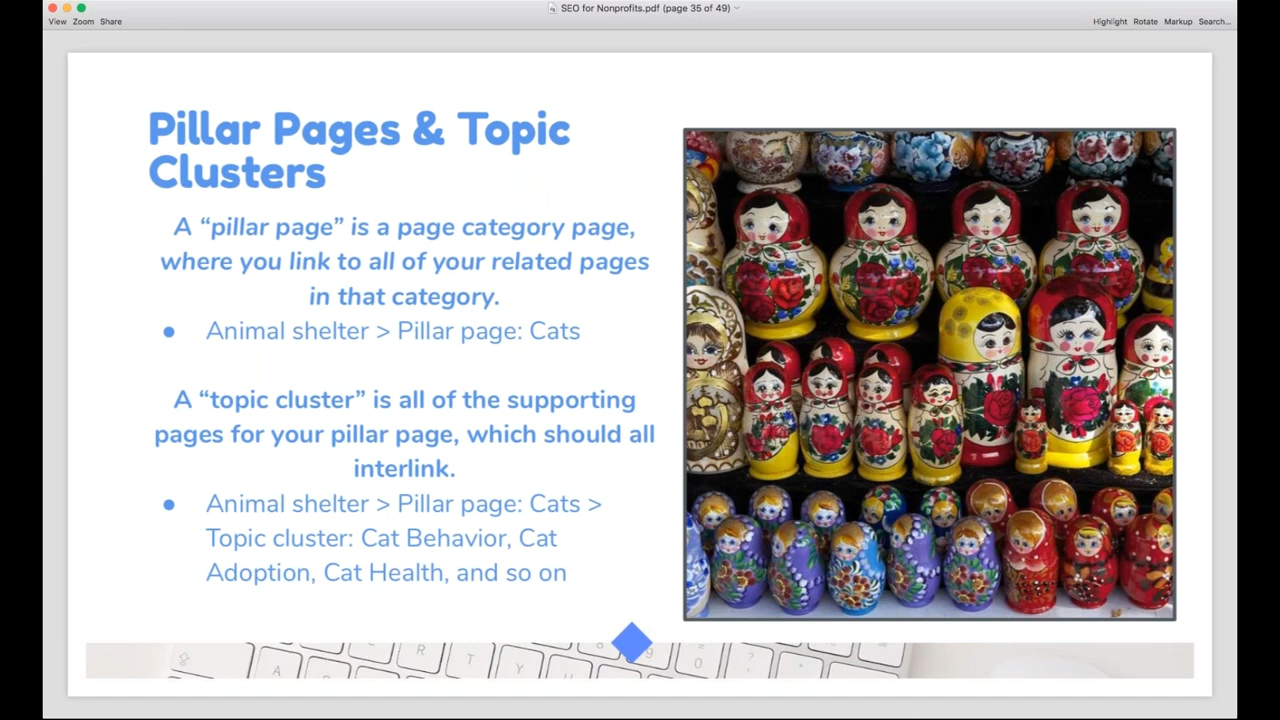 SEO for Nonprofits.pdf (page 35 of 49)
View Zoom Share
Highlight Rotate Markup Search...
Pillar Pages & Topic
Clusters
A “pillar page” is a page category page,
where you link to all of your related pages
in that category.
● Animal shelter > Pillar page: Cats
A “topic cluster” is all of the supporting
pages for your pillar page, which should all
interlink.
● Animal shelter > Pillar page: Cats >
Topic cluster: Cat Behavior, Cat
Adoption, Cat Health, and so on
R T Y
A